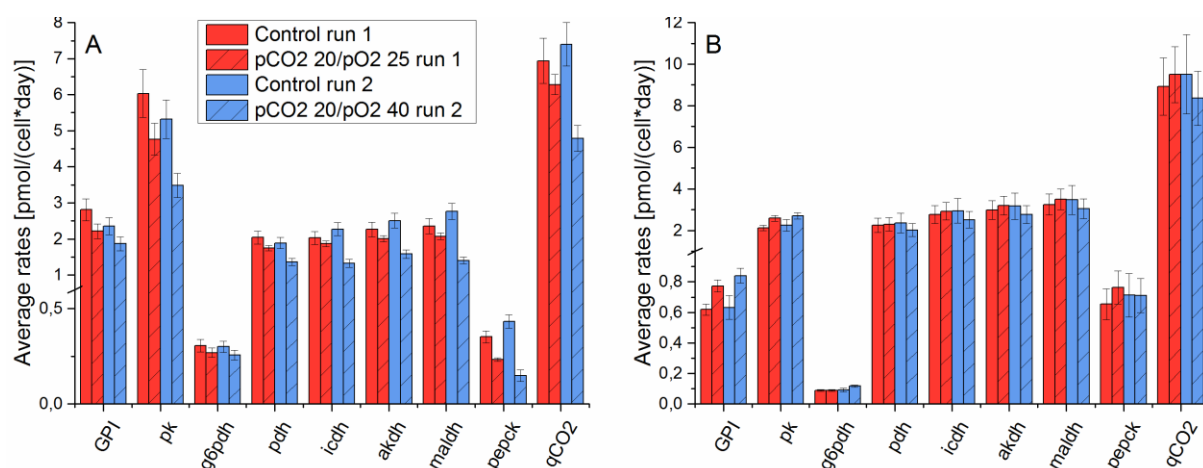 A
Control run 1
pCO2 20/pO2 25 run 1
Control run 2
pCO2 20/pO2 40 run 2
Average rates [pmol/(cell*day)]
8
7
6
5
4
3
2
1
0,5
0,0
GPI
pk
g6pdh
pdh
icdh
akdh
maldh
pepck
qCO2
B
Average rates [pmol/(cell*day)]
12
10
8
6
4
2
0,8
0,6
0,4
0,2
0,0
GPI
pk
g6pdh
pdh
icdh
akdh
maldh
pepck
qCO2